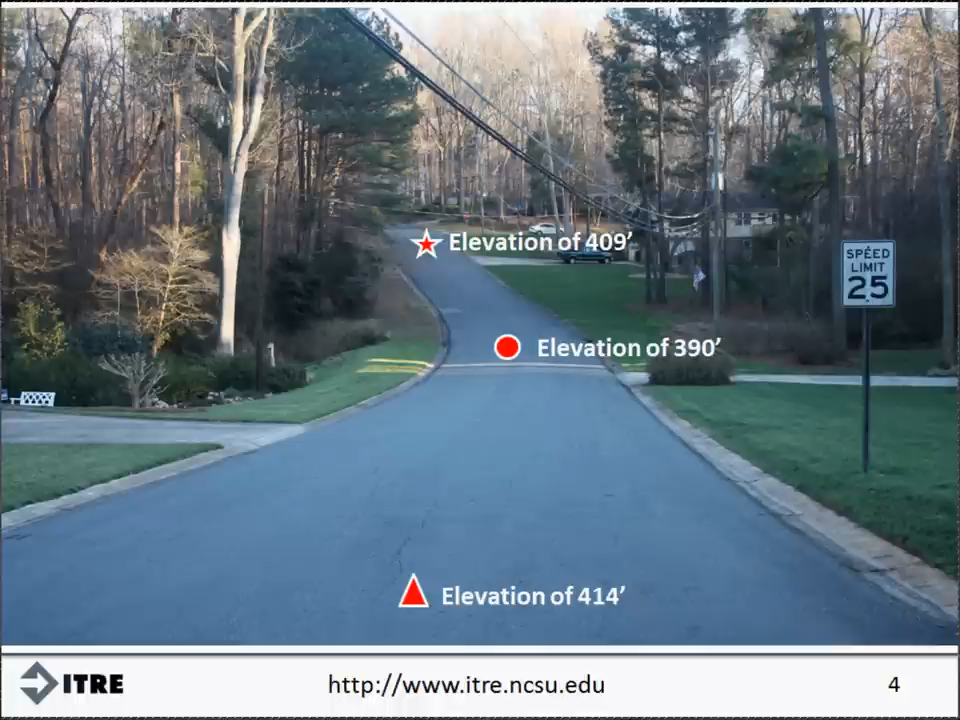 Elevation of 409’
SPEED
LIMIT
25
Elevation of 390’
Elevation of 414’
ITRE
http://www.itre.ncsu.edu
4